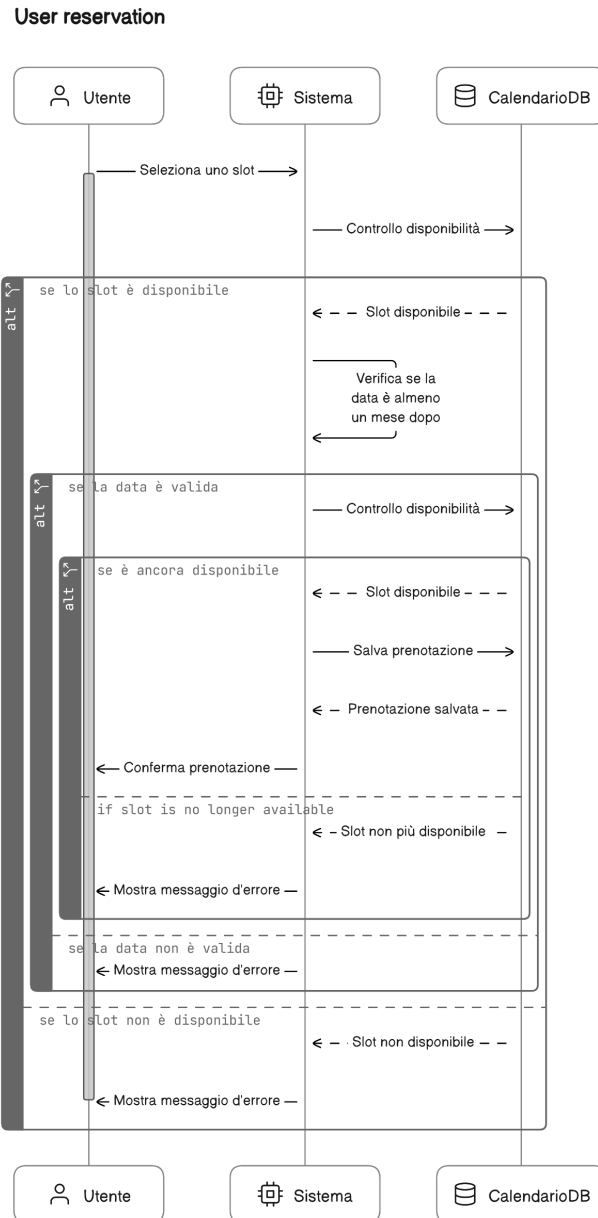 User reservation
Utente
Sistema
CalendarioDB
Seleziona uno slot
Controllo disponibilità
alt
se lo slot è disponibile
Slot disponibile
Verifica se la
data è almeno
un mese dopo
alt
se la data è valida
Controllo disponibilità
alt
se è ancora disponibile
Slot disponibile
Salva prenotazione
Prenotazione salvata
Conferma prenotazione
if slot is no longer available
Slot non più disponibile
Mostra messaggio d'errore
se la data non è valida
Mostra messaggio d'errore
se lo slot non è disponibile
Slot non disponibile
Mostra messaggio d'errore
Utente
Sistema
CalendarioDB